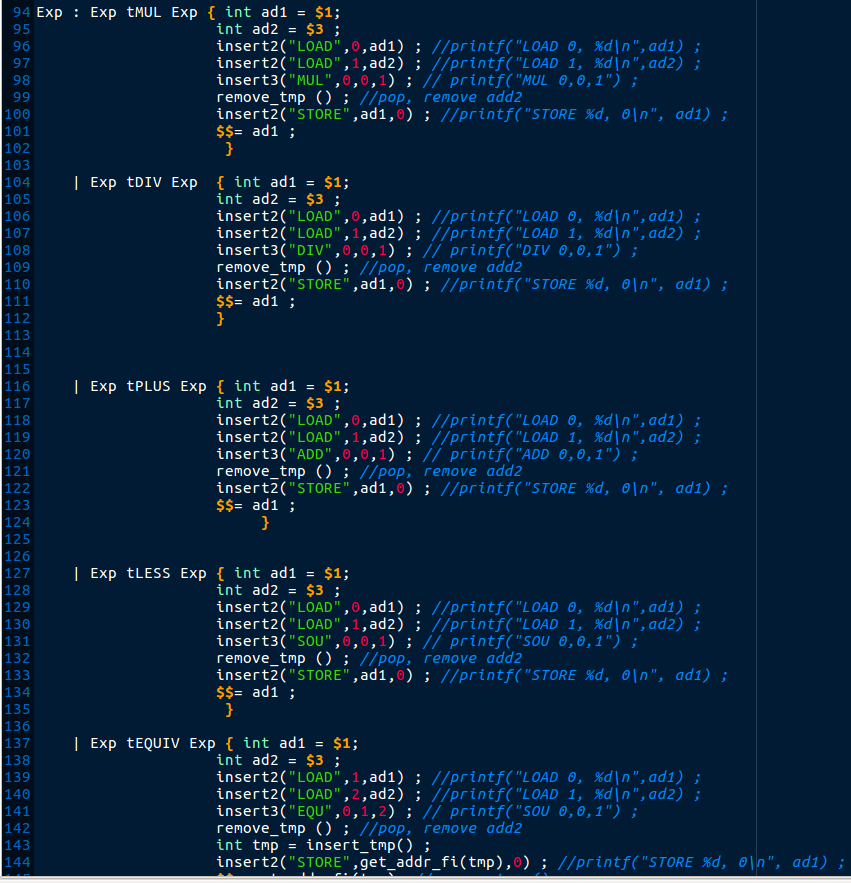 94 Exp : Exp tMUL Exp { int ad1 = $1;
95 int ad2 = $3 ;
96 insert2("LOAD",0,ad1) ; //printf("LOAD 0, %d\n",ad1) ;
97 insert2("LOAD",1,ad2) ; //printf("LOAD 1, %d\n",ad2) ;
98 insert3("MUL",0,0,1) ; // printf("MUL 0,0,1") ;
99 remove_tmp () ; //pop, remove add2
100 insert2("STORE",ad1,0) ; //printf("STORE %d, 0\n", ad1) ;
101 $$= ad1 ;
102 }
103
104 | Exp tDIV Exp { int ad1 = $1;
105 int ad2 = $3 ;
106 insert2("LOAD",0,ad1) ; //printf("LOAD 0, %d\n",ad1) ;
107 insert2("LOAD",1,ad2) ; //printf("LOAD 1, %d\n",ad2) ;
108 insert3("DIV",0,0,1) ; // printf("DIV 0,0,1") ;
109 remove_tmp () ; //pop, remove add2
110 insert2("STORE",ad1,0) ; //printf("STORE %d, 0\n", ad1) ;
111 $$= ad1 ;
112 }
113
114
115
116 | Exp tPLUS Exp { int ad1 = $1;
117 int ad2 = $3 ;
118 insert2("LOAD",0,ad1) ; //printf("LOAD 0, %d\n",ad1) ;
119 insert2("LOAD",1,ad2) ; //printf("LOAD 1, %d\n",ad2) ;
120 insert3("ADD",0,0,1) ; // printf("ADD 0,0,1") ;
121 remove_tmp () ; //pop, remove add2
122 insert2("STORE",ad1,0) ; //printf("STORE %d, 0\n", ad1) ;
123 $$= ad1 ;
124 }
125
126
127 | Exp tLESS Exp { int ad1 = $1;
128 int ad2 = $3 ;
129 insert2("LOAD",0,ad1) ; //printf("LOAD 0, %d\n",ad1) ;
130 insert2("LOAD",1,ad2) ; //printf("LOAD 1, %d\n",ad2) ;
131 insert3("SOU",0,0,1) ; // printf("SOU 0,0,1") ;
132 remove_tmp () ; //pop, remove add2
133 insert2("STORE",ad1,0) ; //printf("STORE %d, 0\n", ad1) ;
134 $$= ad1 ;
135 }
136
137 | Exp tEQUIV Exp { int ad1 = $1;
138 int ad2 = $3 ;
139 insert2("LOAD",1,ad1) ; //printf("LOAD 0, %d\n",ad1) ;
140 insert2("LOAD",2,ad2) ; //printf("LOAD 1, %d\n",ad2) ;
141 insert3("EQU",0,1,2) ; // printf("SOU 0,0,1") ;
142 remove_tmp () ; //pop, remove add2
143 int tmp = insert_tmp() ;
144 insert2("STORE",get_addr_fi(tmp),0) ; //printf("STORE %d, 0\n", ad1) ;